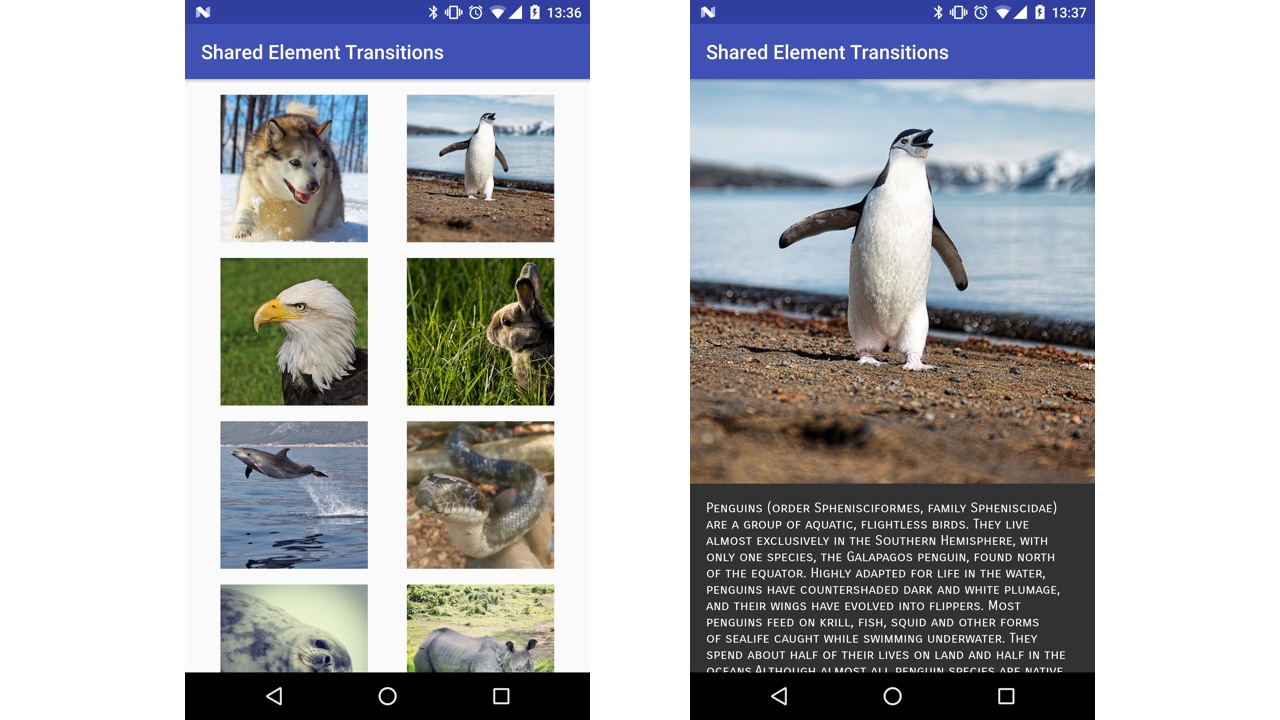 13:36
Shared Element Transitions
13:37
Shared Element Transitions
Penguins (order Sphenisciformes, family Spheniscidae)
are a group of aquatic, flightless birds. They live
almost exclusively in the Southern Hemisphere, with
only one species, the Galapagos penguin, found north
of the equator. Highly adapted for life in the water,
penguins have countershaded dark and white plumage,
and their wings have evolved into flippers. Most
penguins feed on krill, fish, squid and other forms
of sealife caught while swimming underwater. They
spend about half of their lives on land and half in the
oceans.Although almost all penguin species are native